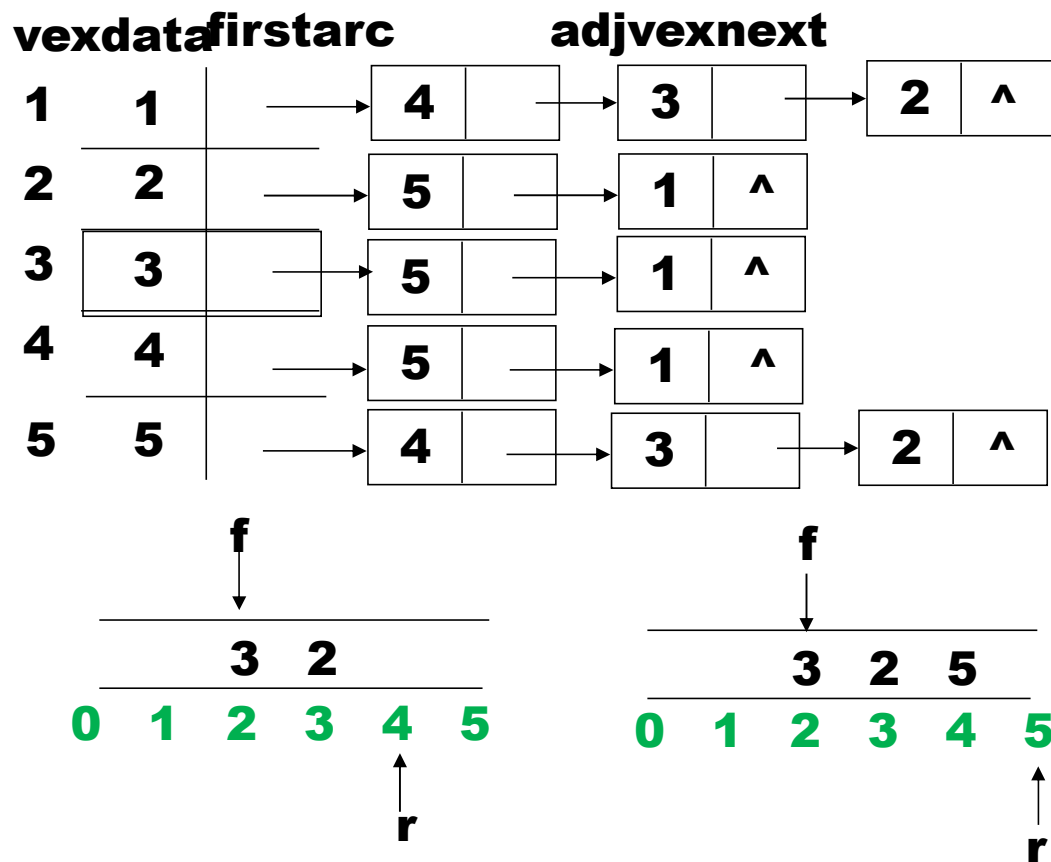 vexdata firstarc adjvexnext
1 1 4 3 2 ^
2 2 5 1 ^
3 3 5 1 ^
4 4 5 1 ^
5 5 4 3 2 ^
f f
3 2 3 2 5
0 1 2 3 4 5 0 1 2 3 4 5
r r